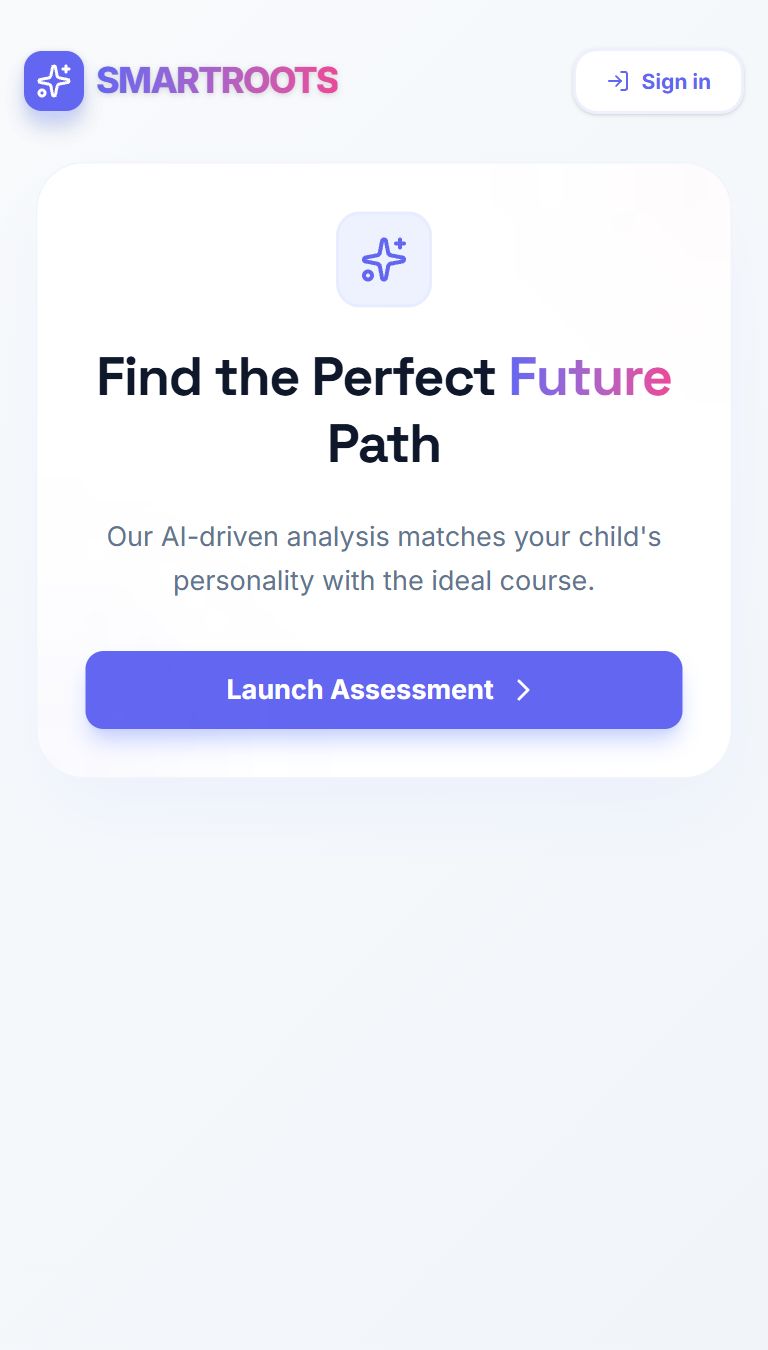 SMARTROOTS
Sign in
Find the Perfect Future
Path
Our AI-driven analysis matches your child's
personality with the ideal course.
Launch Assessment